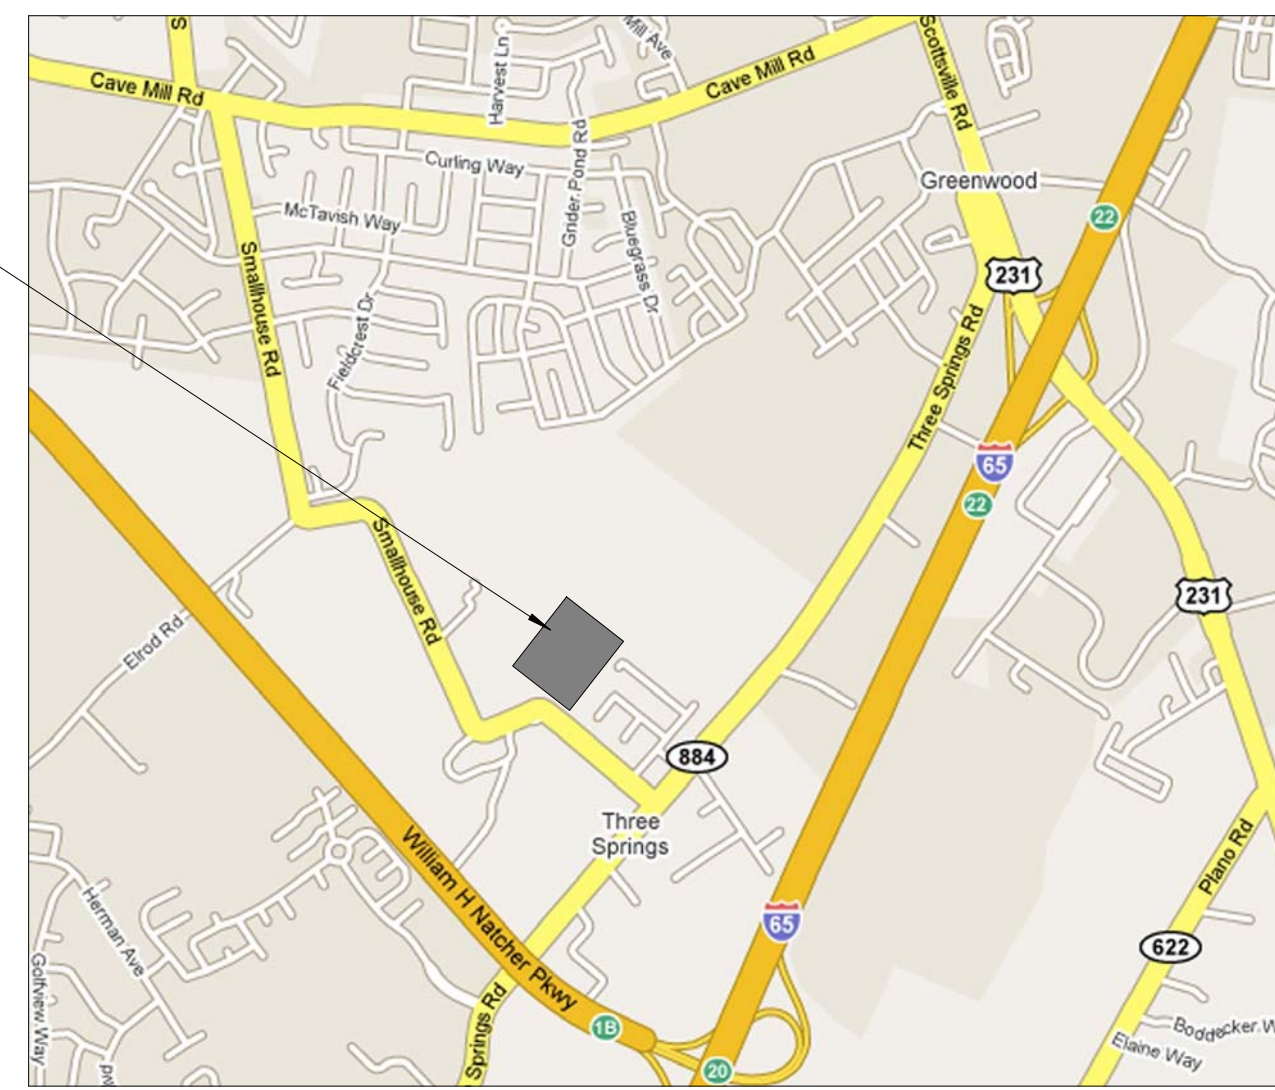 S
Cave Mill Rd
Harvest Ln
Mill Ave
Cave Mill Rd
Scottsville Rd
Curling Way
Grider Pond Rd
Greenwood
McTavish Way
Bluegrass Dr
22
Smallhouse Rd
231
Fieldcrest Dr
Three Springs Rd
65
22
Smallhouse Rd
231
Elrod Rd
884
Three
Springs
William H Natcher Pkwy
Plano Rd
Herman Ave
65
622
Golfview Way
Springs Rd
1B
20
Boddecker W
Elaine Way